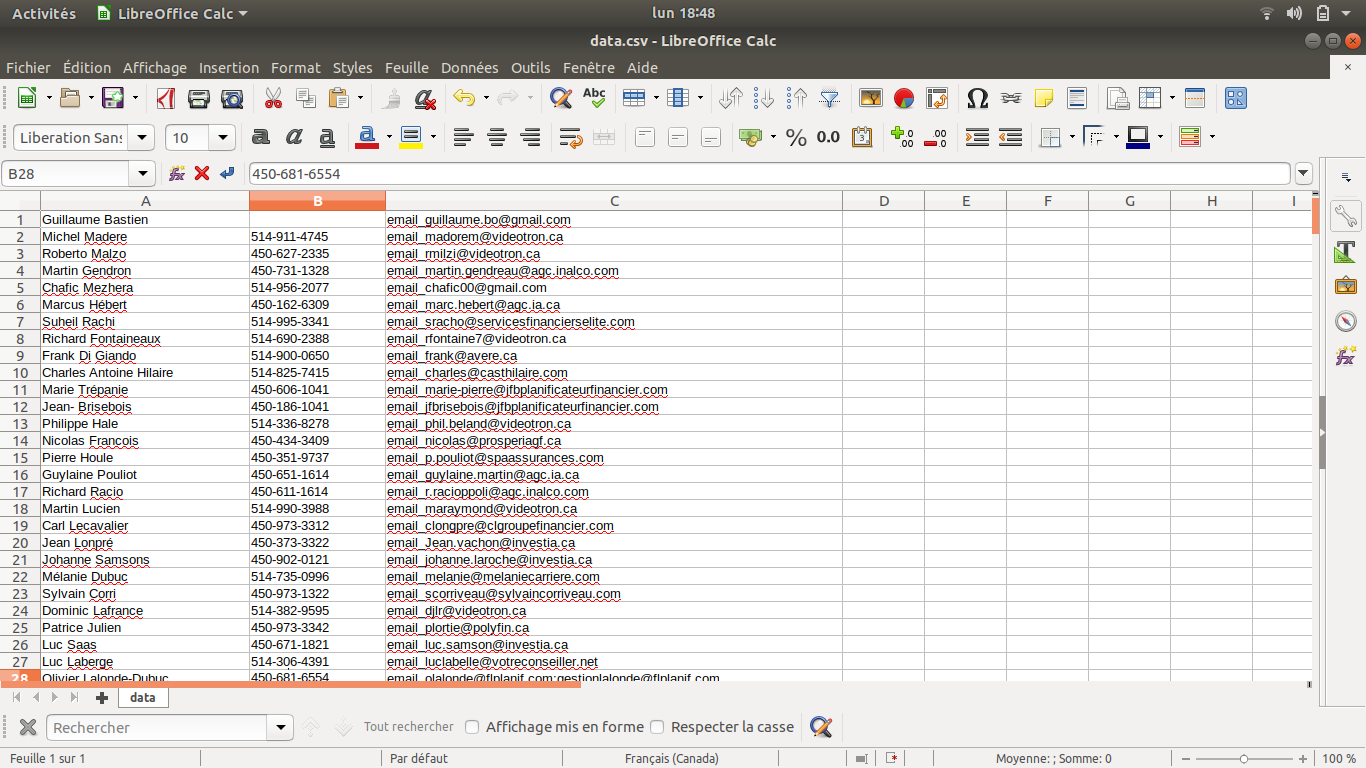 Activités LibreOffice Calc lun 18:48
data.csv - LibreOffice Calc
Fichier Édition Affichage Insertion Format Styles Feuille Données Outils Fenêtre Aide
Abc
Liberation Sans 10 % 0.0
B28 450-681-6554
A B C D E F G H I
1 Guillaume Bastien email_guillaume.bo@gmail.com
2 Michel Madere 514-911-4745 email_madorem@videotron.ca
3 Roberto Malzo 450-627-2335 email_rmilzi@videotron.ca
4 Martin Gendron 450-731-1328 email_martin.gendreau@agc.inalco.com
5 Chafic Mezhera 514-956-2077 email_chafic00@gmail.com
6 Marcus Hébert 450-162-6309 email_marc.hebert@agc.ia.ca
7 Suheil Rachi 514-995-3341 email_sracho@servicesfinancierselite.com
8 Richard Fontaineaux 514-690-2388 email_rfontaine7@videotron.ca
9 Frank Di Giando 514-900-0650 email_frank@avere.ca
10 Charles Antoine Hilaire 514-825-7415 email_charles@casthilaire.com
11 Marie Trépanie 450-606-1041 email_marie-pierre@jfbplanificateurfinancier.com
12 Jean- Brisebois 450-186-1041 email_jfbrisebois@jfbplanificateurfinancier.com
13 Philippe Hale 514-336-8278 email_phil.beland@videotron.ca
14 Nicolas Francois 450-434-3409 email_nicolas@prosperiagf.ca
15 Pierre Houle 450-351-9737 email_p.pouliot@spaassurances.com
16 Guylaine Pouliot 450-651-1614 email_guylaine.martin@agc.ia.ca
17 Richard Racio 450-611-1614 email_r.racioppoli@agc.inalco.com
18 Martin Lucien 514-990-3988 email_maraymond@videotron.ca
19 Carl Lecavalier 450-973-3312 email_clongpre@clgroupefinancier.com
20 Jean Lonpré 450-373-3322 email_Jean.vachon@investia.ca
21 Johanne Samsons 450-902-0121 email_johanne.laroche@investia.ca
22 Mélanie Dubuc 514-735-0996 email_melanie@melaniecarriere.com
23 Sylvain Corri 450-973-1322 email_scorriveau@sylvaincorriveau.com
24 Dominic Lafrance 514-382-9595 email_djlr@videotron.ca
25 Patrice Julien 450-973-3342 email_plortie@polyfin.ca
26 Luc Saas 450-671-1821 email_luc.samson@investia.ca
27 Luc Laberge 514-306-4391 email_luclabelle@votreconseiller.net
28 Olivier Lalonde-Dubuc 450-681-6554 email_olalonde@flplanif.com;gestionlalonde@flplanif.com
data
Rechercher Tout rechercher Affichage mis en forme Respecter la casse
Feuille 1 sur 1 Par défaut Français (Canada) Moyenne: ; Somme: 0 100 %